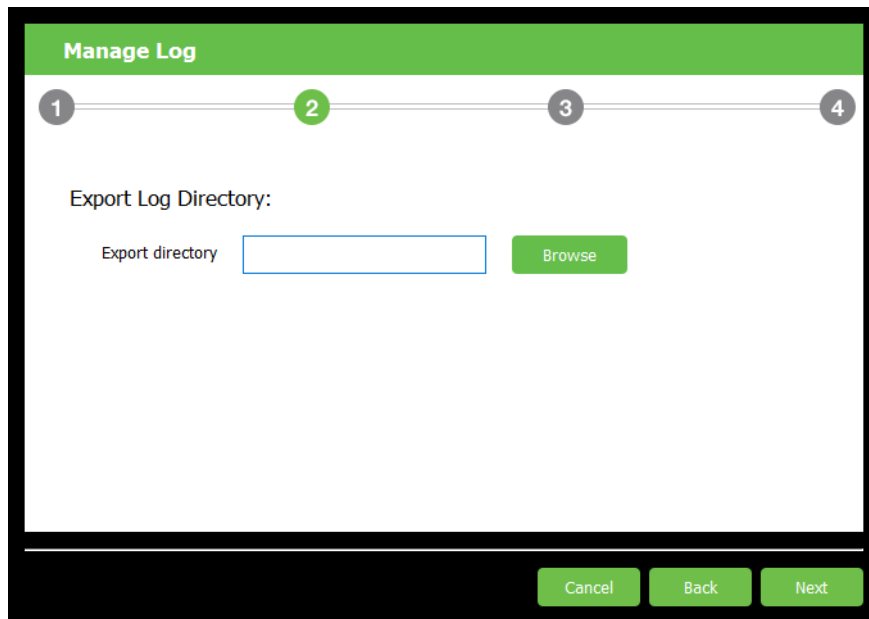 Manage Log
1 2 3 4
Export Log Directory:
Export directory Browse
Cancel Back Next